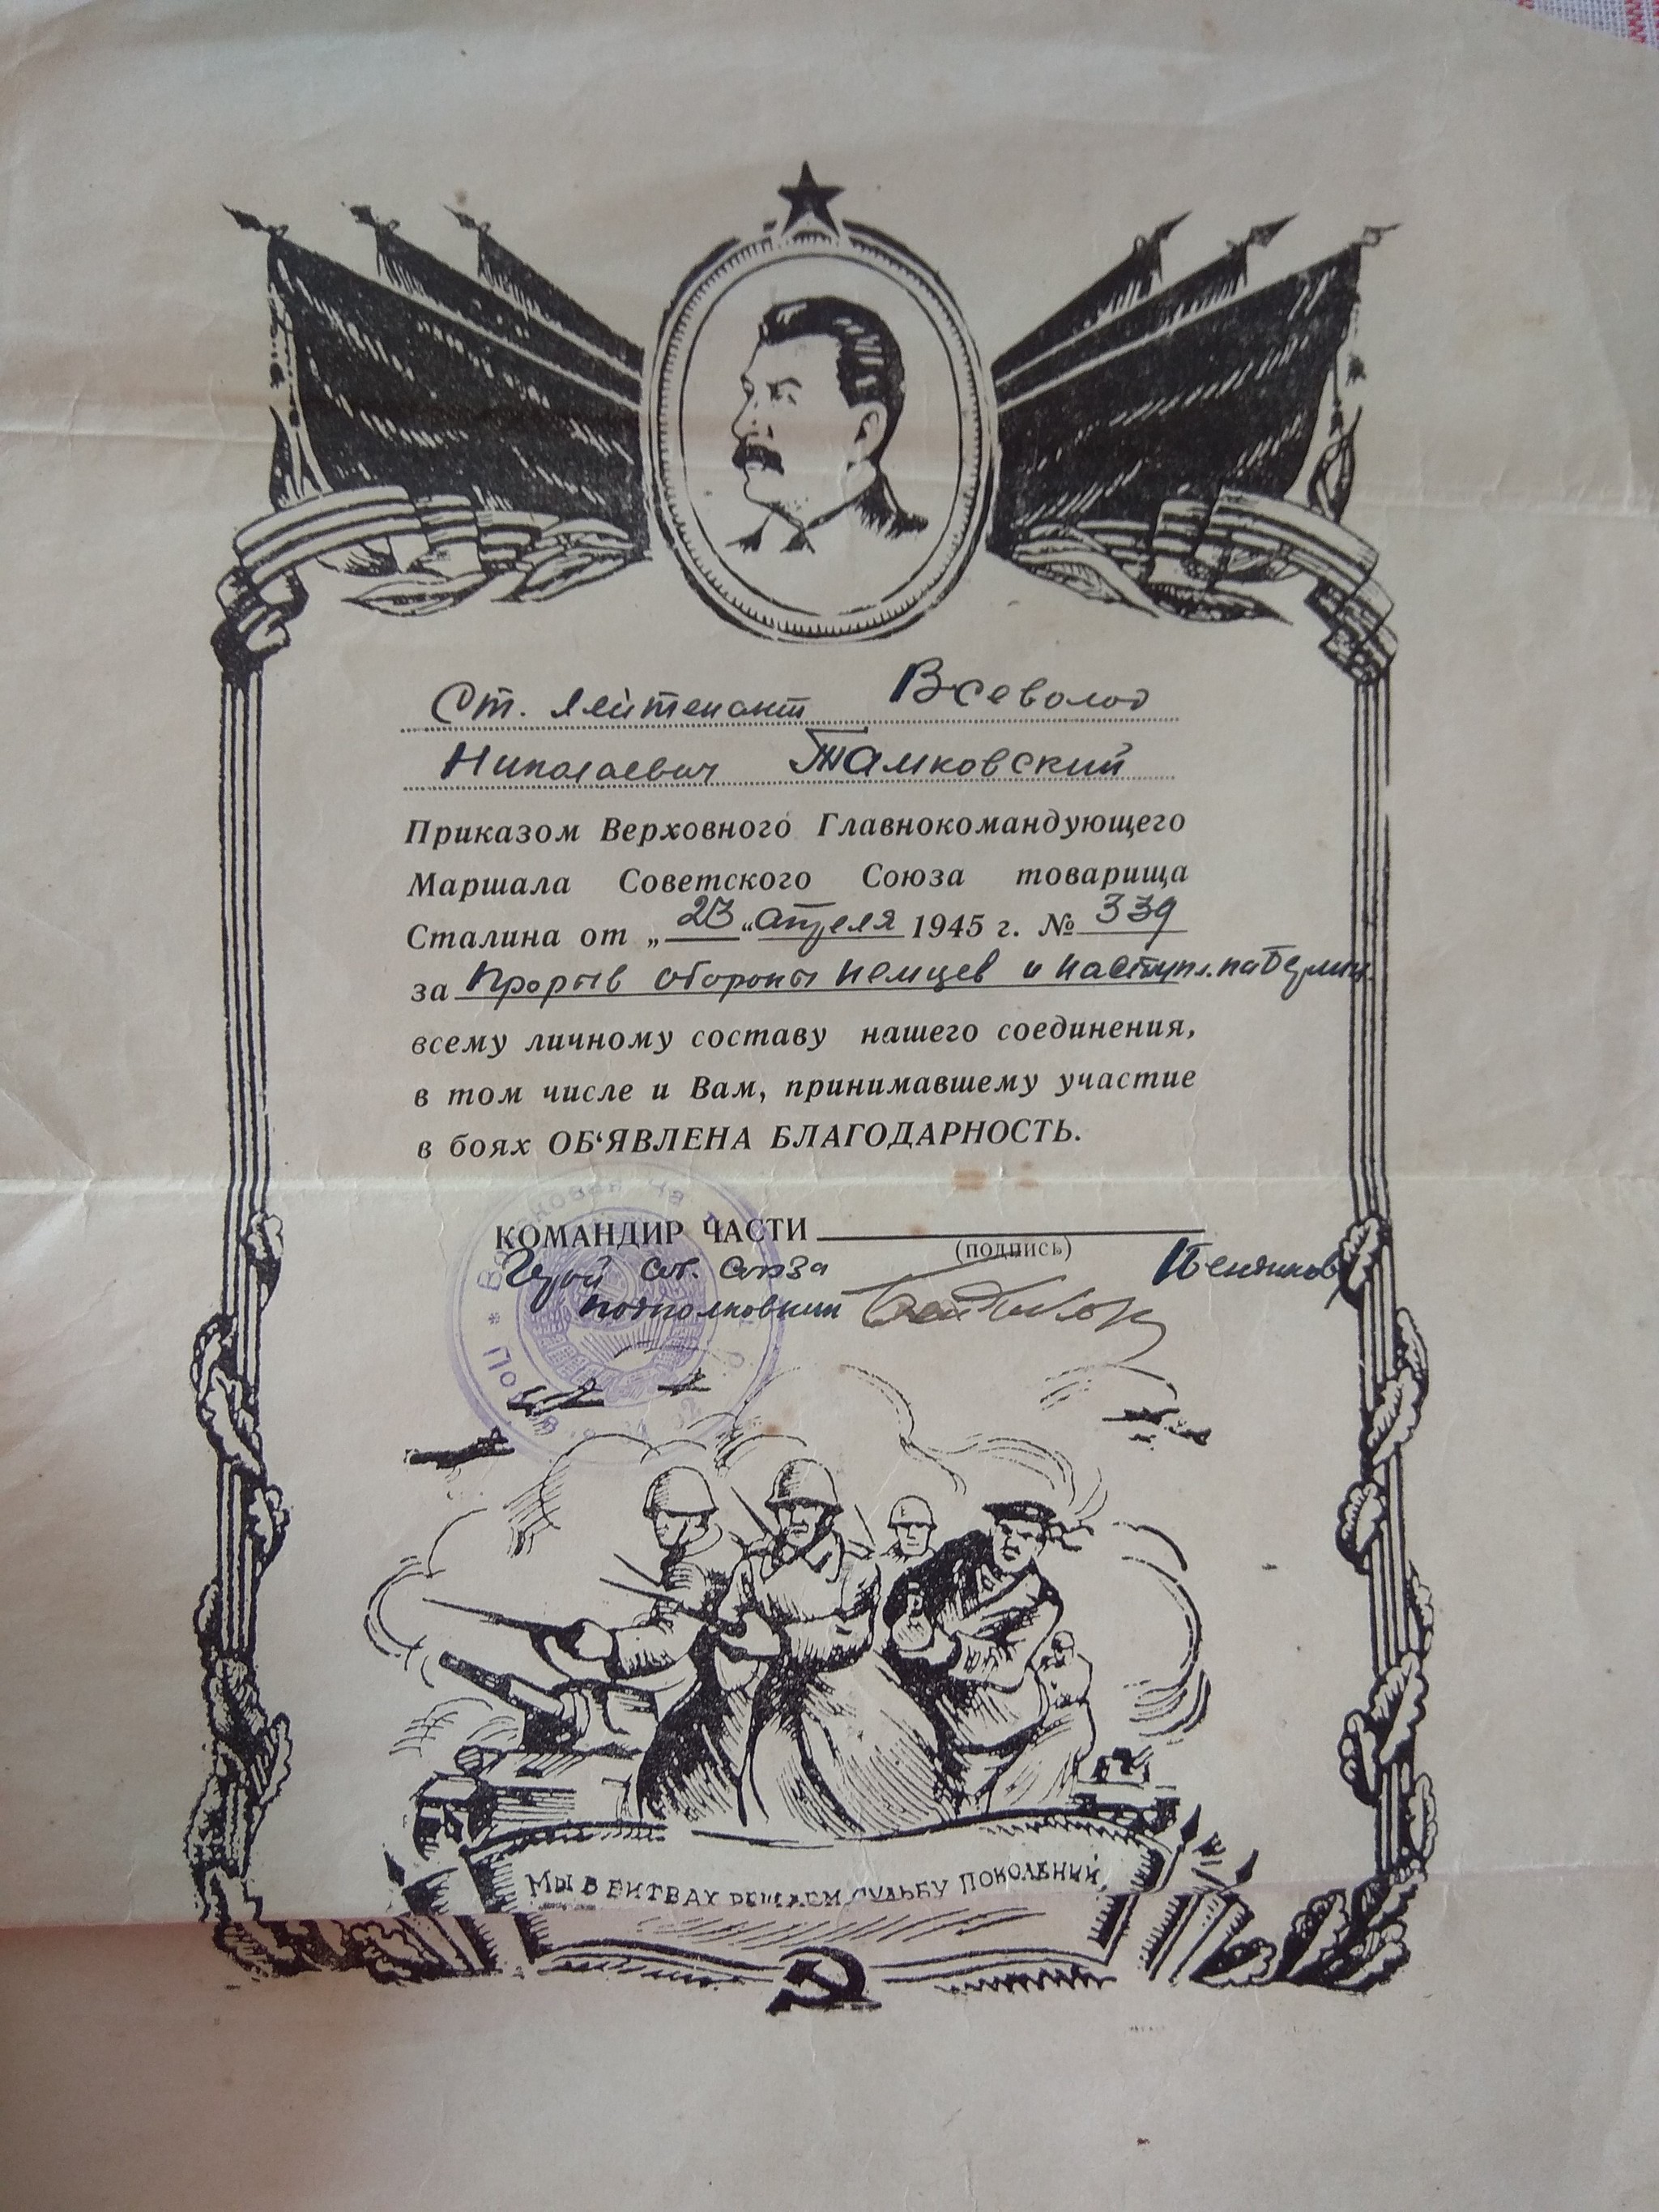 Ст. Лейтенант Всеволод
Николаевич Тамковский
Приказом Верховного Главнокомандующего
Маршала Советского Союза товарища
Сталина от „23“ апреля 1945 г. № 339
за Прорыв обороны немцев и наступл. на Берлин
всему личному составу нашего соединения,
в том числе и Вам, принимавшему участие
в боях ОБ‘ЯВЛЕНА БЛАГОДАРНОСТЬ.
КОМАНДИР ЧАСТИ
(подпись)
Герой Сов. Союза
подполковник
МЫ В БИТВАХ РЕШАЕМ СУДЬБУ ПОКОЛЕНИЙ,